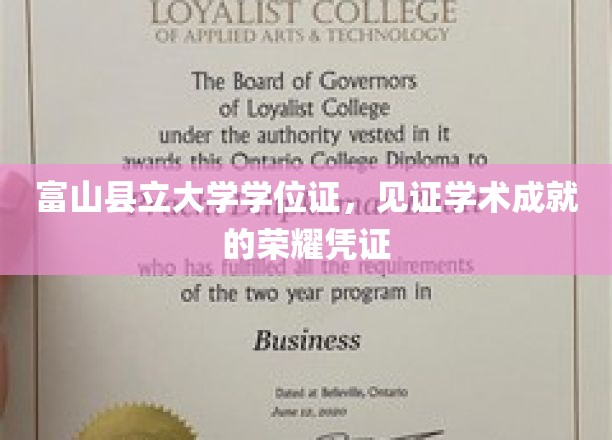 LOYALIST COLLEGE
OF APPLIED ARTS & TECHNOLOGY
The Board of Governors
of Loyalist College
under the authority vested in it
awards this Ontario College Diploma to
富山县立大学学位证，见证学术成就
的荣耀凭证
who has fulfilled all the requirements
of the two year program in
Business
Dated at Belleville, Ontario
June 12, 2020